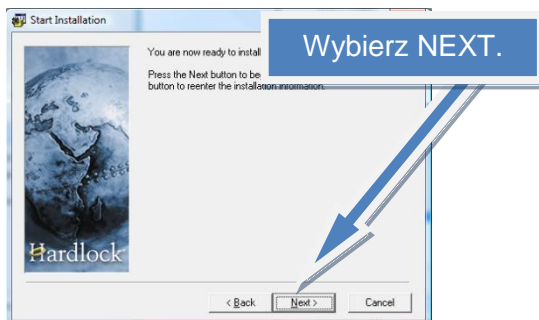 Start Installation
Wybierz NEXT.
You are now ready to install
Press the Next button to be
button to reenter the installation information.
Hardlock
< Back
Next >
Cancel